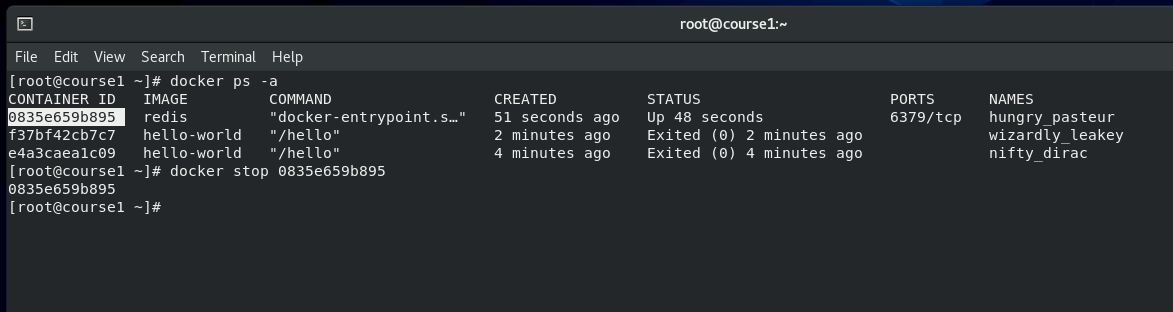 root@course1:~
File Edit View Search Terminal Help
[root@course1 ~]# docker ps -a
CONTAINER ID   IMAGE         COMMAND                  CREATED          STATUS                     PORTS      NAMES
0835e659b895   redis         "docker-entrypoint.s…"   51 seconds ago   Up 48 seconds              6379/tcp   hungry_pasteur
f37bf42cb7c7   hello-world   "/hello"                 2 minutes ago    Exited (0) 2 minutes ago              wizardly_leakey
e4a3caea1c09   hello-world   "/hello"                 4 minutes ago    Exited (0) 4 minutes ago              nifty_dirac
[root@course1 ~]# docker stop 0835e659b895
0835e659b895
[root@course1 ~]#